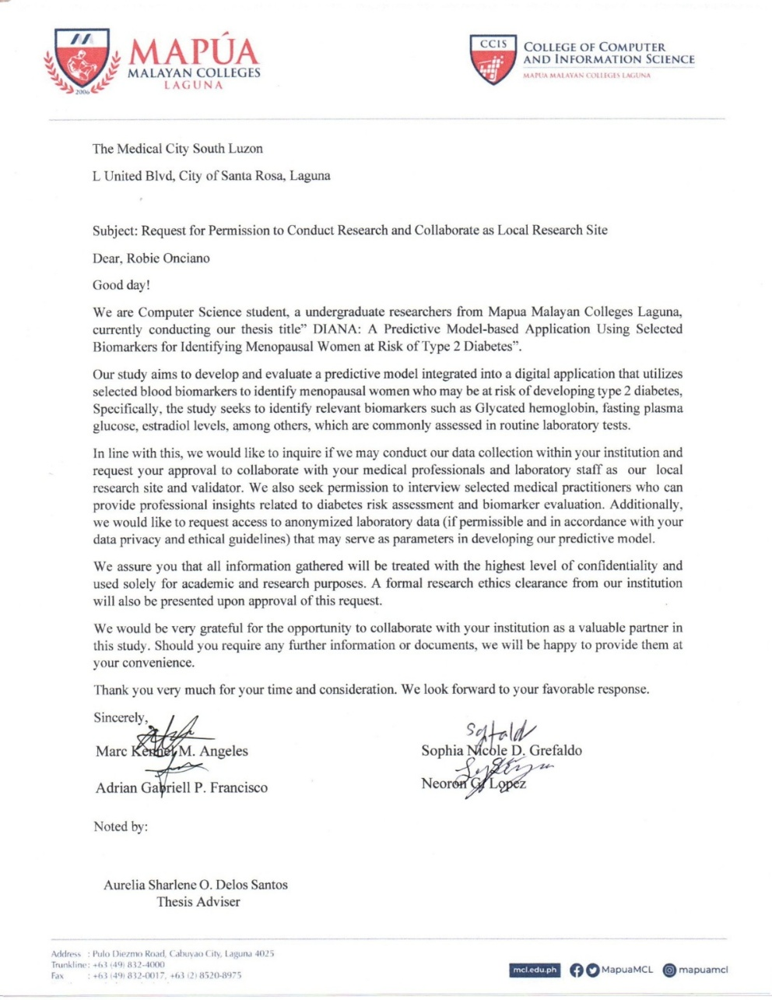 MAPÚA
MALAYAN COLLEGES
LAGUNA
2006
CCIS
COLLEGE OF COMPUTER
AND INFORMATION SCIENCE
MAPUA MALAYAN COLLEGES LAGUNA
The Medical City South Luzon
L United Blvd, City of Santa Rosa, Laguna
Subject: Request for Permission to Conduct Research and Collaborate as Local Research Site
Dear, Robie Onciano
Good day!
We are Computer Science student, a undergraduate researchers from Mapua Malayan Colleges Laguna,
currently conducting our thesis title” DIANA: A Predictive Model-based Application Using Selected
Biomarkers for Identifying Menopausal Women at Risk of Type 2 Diabetes”.
Our study aims to develop and evaluate a predictive model integrated into a digital application that utilizes
selected blood biomarkers to identify menopausal women who may be at risk of developing type 2 diabetes,
Specifically, the study seeks to identify relevant biomarkers such as Glycated hemoglobin, fasting plasma
glucose, estradiol levels, among others, which are commonly assessed in routine laboratory tests.
In line with this, we would like to inquire if we may conduct our data collection within your institution and
request your approval to collaborate with your medical professionals and laboratory staff as our local
research site and validator. We also seek permission to interview selected medical practitioners who can
provide professional insights related to diabetes risk assessment and biomarker evaluation. Additionally,
we would like to request access to anonymized laboratory data (if permissible and in accordance with your
data privacy and ethical guidelines) that may serve as parameters in developing our predictive model.
We assure you that all information gathered will be treated with the highest level of confidentiality and
used solely for academic and research purposes. A formal research ethics clearance from our institution
will also be presented upon approval of this request.
We would be very grateful for the opportunity to collaborate with your institution as a valuable partner in
this study. Should you require any further information or documents, we will be happy to provide them at
your convenience.
Thank you very much for your time and consideration. We look forward to your favorable response.
Sincerely,
Marc M. Angeles
Sophia Nicole D. Grefaldo
Adrian Gabriell P. Francisco
Neoron G. Lopez
Noted by:
Aurelia Sharlene O. Delos Santos
Thesis Adviser
Address : Pulo Diezmo Road, Cabuyao City, Laguna 4025
Trunkline: +63 (49) 832-4000
Fax : +63 (49) 832-0017, +63 (2) 8520-8975
mcl.edu.ph
MapuaMCL
mapuamcl